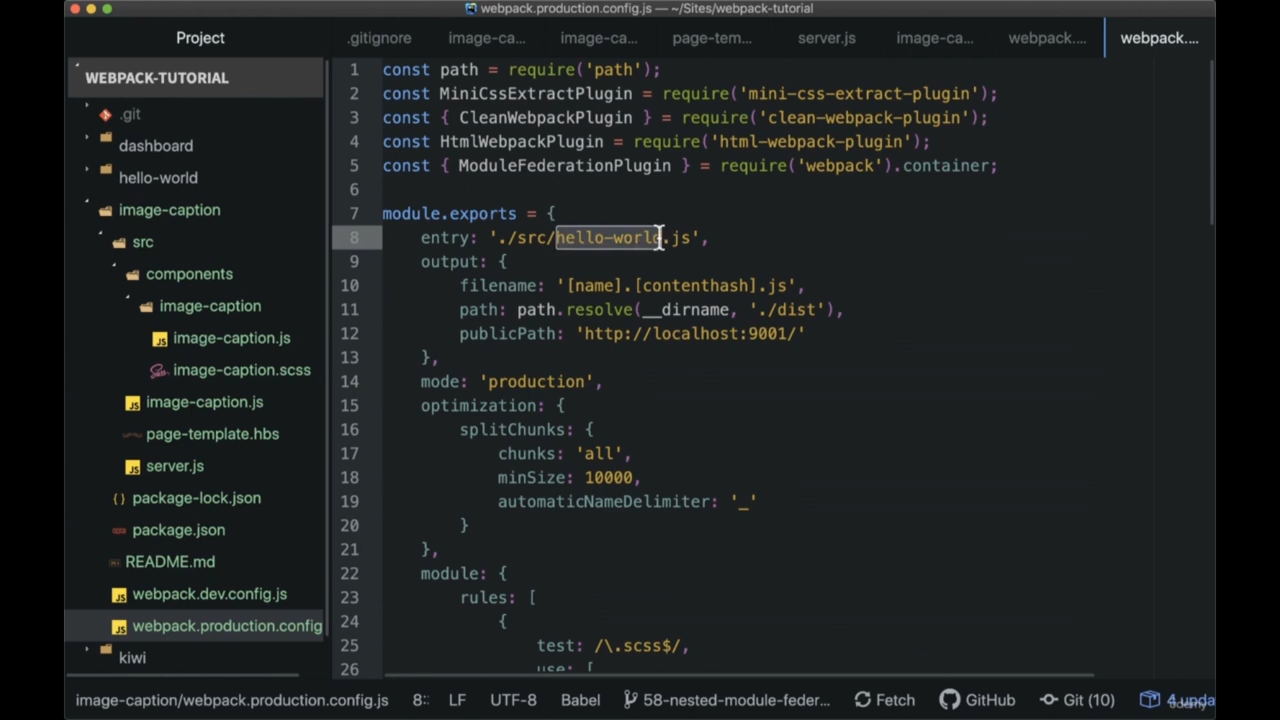 webpack.production.config.js — ~/Sites/webpack-tutorial
Project
.gitignore
image-ca...
image-ca...
page-tem...
server.js
image-ca...
webpack....
webpack....
WEBPACK-TUTORIAL
.git
dashboard
hello-world
image-caption
src
components
image-caption
image-caption.js
image-caption.scss
image-caption.js
page-template.hbs
server.js
package-lock.json
package.json
README.md
webpack.dev.config.js
webpack.production.config
kiwi
1 const path = require('path');
2 const MiniCssExtractPlugin = require('mini-css-extract-plugin');
3 const { CleanWebpackPlugin } = require('clean-webpack-plugin');
4 const HtmlWebpackPlugin = require('html-webpack-plugin');
5 const { ModuleFederationPlugin } = require('webpack').container;
6
7 module.exports = {
8 entry: './src/hello-world.js',
9 output: {
10 filename: '[name].[contenthash].js',
11 path: path.resolve(__dirname, './dist'),
12 publicPath: 'http://localhost:9001/'
13 },
14 mode: 'production',
15 optimization: {
16 splitChunks: {
17 chunks: 'all',
18 minSize: 10000,
19 automaticNameDelimiter: '_'
20 }
21 },
22 module: {
23 rules: [
24 {
25 test: /\.scss$/,
26 use: [
image-caption/webpack.production.config.js 8: LF UTF-8 Babel 58-nested-module-feder... Fetch GitHub Git (10) 4 upda